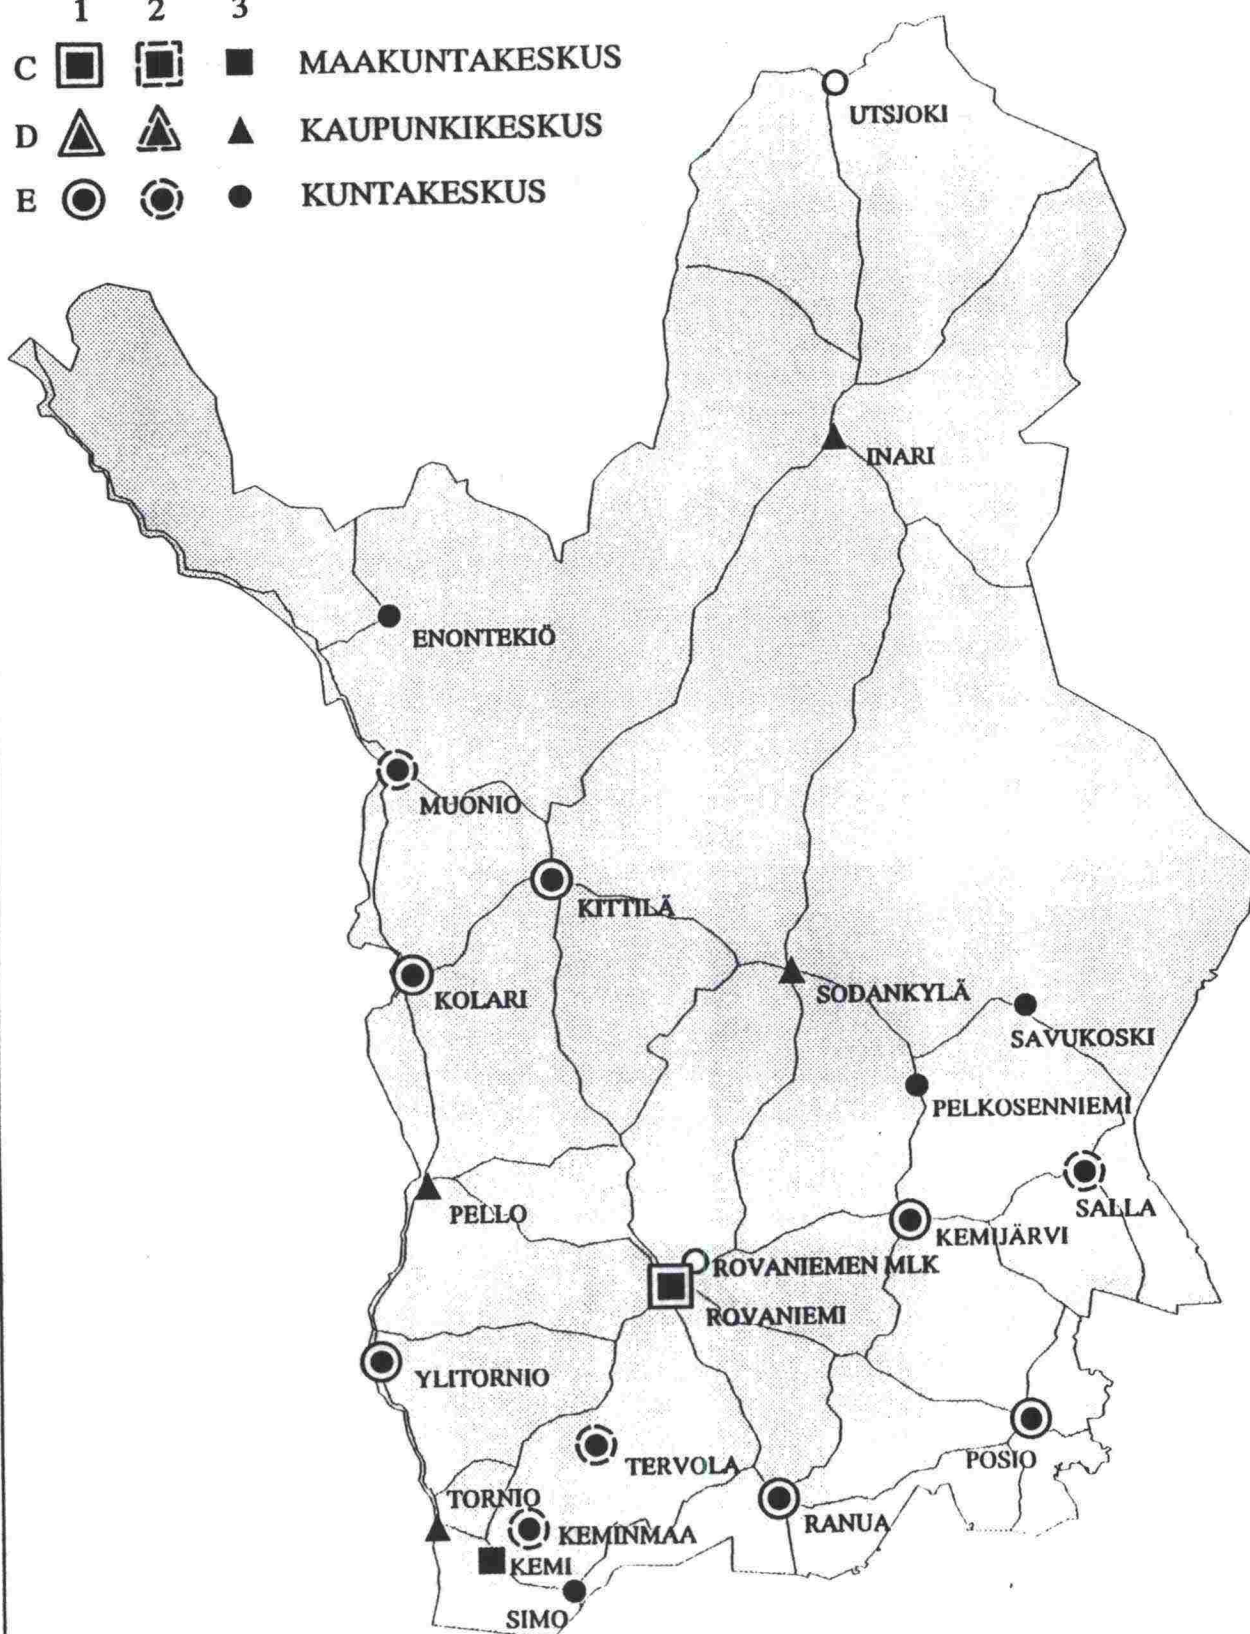 1 2 3
C MAAKUNTAKESKUS
D KAUPUNKIKESKUS
E KUNTAKESKUS
UTSJOKI
INARI
ENONTEKIÖ
MUONIO
KITTILÄ
KOLARI
SODANKYLÄ
SAVUKOSKI
PELKOSENNIEMI
SALLA
PELLO
KEMIJÄRVI
ROVANIEMEN MLK
ROVANIEMI
YLITORNIO
POSIO
TERVOLA
TORNIO
RANUA
KEMINMAA
KEMI
SIMO